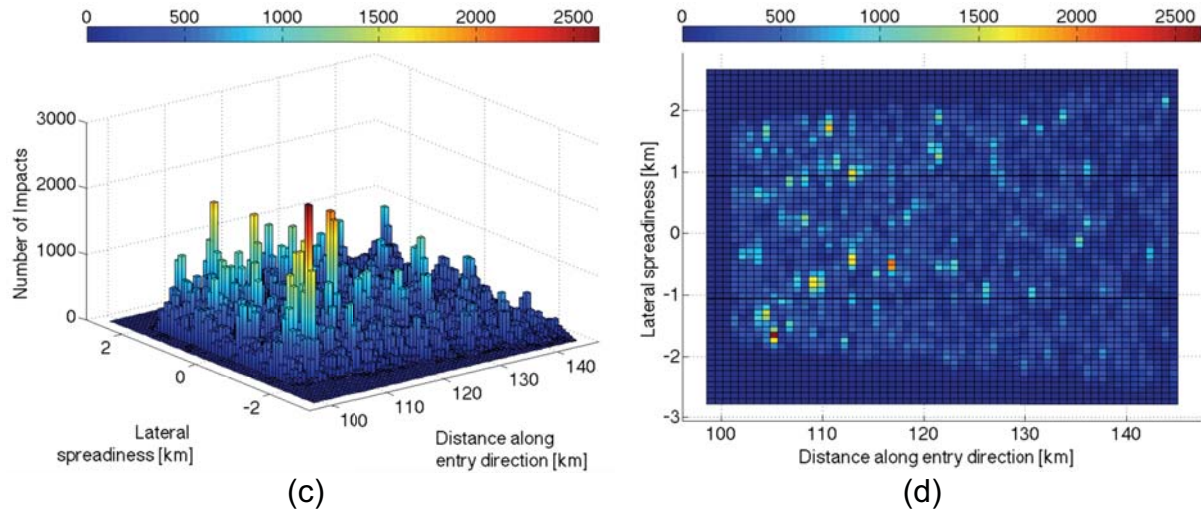 0 500 1000 1500 2000 2500
3000
2000
1000
0
Number of Impacts
2
0
-2
Lateral
spreadiness [km]
100
110
120
130
140
Distance along
entry direction [km]
(c)
0 500 1000 1500 2000 2500
2
1
0
-1
-2
-3
Lateral spreadiness [km]
100 110 120 130 140
Distance along entry direction [km]
(d)